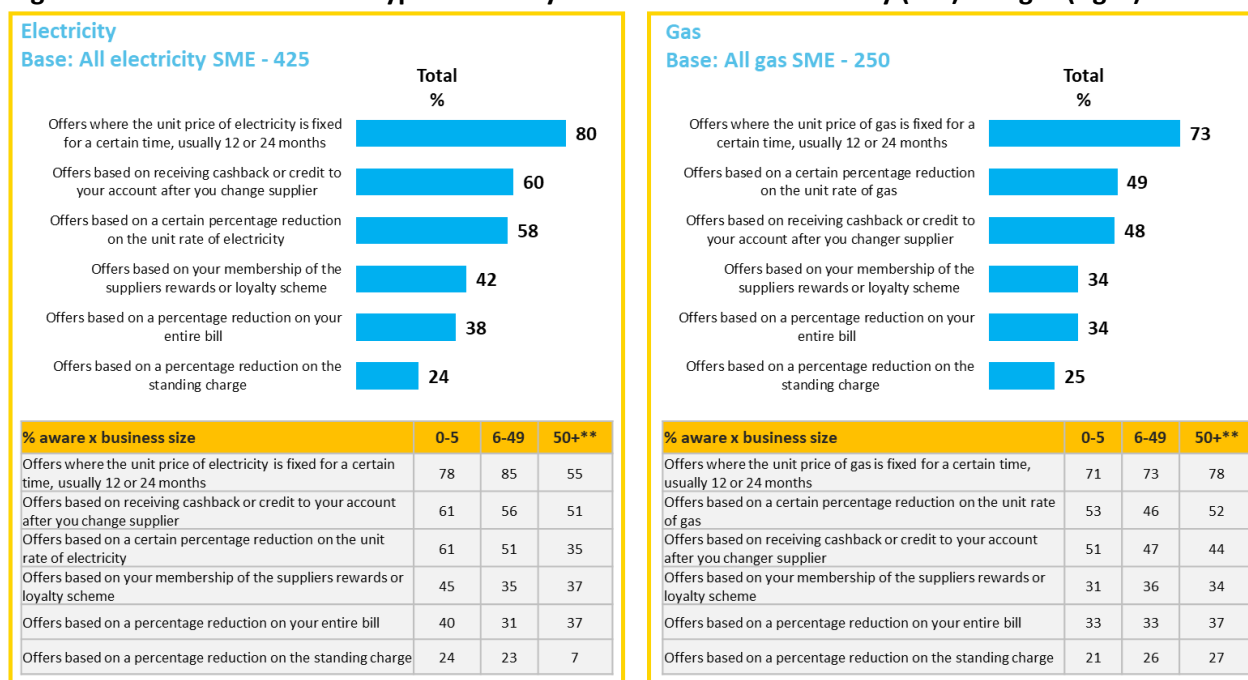 Electricity
Base: All electricity SME - 425
Total
%
Offers where the unit price of electricity is fixed
for a certain time, usually 12 or 24 months
80
Offers based on receiving cashback or credit to
your account after you change supplier
60
Offers based on a certain percentage reduction
on the unit rate of electricity
58
Offers based on your membership of the
suppliers rewards or loyalty scheme
42
Offers based on a percentage reduction on your
entire bill
38
Offers based on a percentage reduction on the
standing charge
24
% aware x business size 0-5 6-49 50+**
Offers where the unit price of electricity is fixed for a certain
time, usually 12 or 24 months
78 85 55
Offers based on receiving cashback or credit to your account
after you change supplier
61 56 51
Offers based on a certain percentage reduction on the unit
rate of electricity
61 51 35
Offers based on your membership of the suppliers rewards or
loyalty scheme
45 35 37
Offers based on a percentage reduction on your entire bill 40 31 37
Offers based on a percentage reduction on the standing charge 24 23 7
Gas
Base: All gas SME - 250
Total
%
Offers where the unit price of gas is fixed for a
certain time, usually 12 or 24 months
73
Offers based on a certain percentage reduction
on the unit rate of gas
49
Offers based on receiving cashback or credit to
your account after you changer supplier
48
Offers based on your membership of the
suppliers rewards or loyalty scheme
34
Offers based on a percentage reduction on your
entire bill
34
Offers based on a percentage reduction on the
standing charge
25
% aware x business size 0-5 6-49 50+**
Offers where the unit price of gas is fixed for a certain time,
usually 12 or 24 months
71 73 78
Offers based on a certain percentage reduction on the unit rate
of gas
53 46 52
Offers based on receiving cashback or credit to your account
after you changer supplier
51 47 44
Offers based on your membership of the suppliers rewards or
loyalty scheme
31 36 34
Offers based on a percentage reduction on your entire bill 33 33 37
Offers based on a percentage reduction on the standing charge 21 26 27